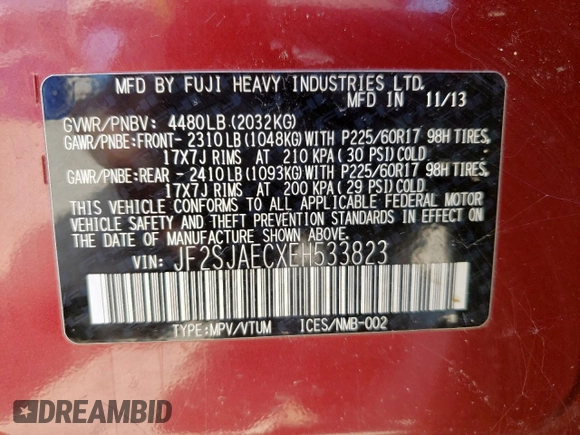 MFD BY FUJI HEAVY INDUSTRIES LTD.
MFD IN 11/13
GVWR/PNBV: 4480LB(2032KG)
GAWR/PNBE:FRONT- 2310LB(1048KG)WITH P225/60R17 98H TIRES,
17X7J RIMS AT 210 KPA(30 PSI)COLD
GAWR/PNBE:REAR - 2410LB(1093KG)WITH P225/60R17 98H TIRES,
17X7J RIMS AT 200 KPA(29 PSI)COLD
THIS VEHICLE CONFORMS TO ALL APPLICABLE FEDERAL MOTOR
VEHICLE SAFETY AND THEFT PREVENTION STANDARDS IN EFFECT ON
THE DATE OF MANUFACTURE SHOWN ABOVE.
VIN: JF2SJAECXEH533823
TYPE:MPV/VTUM ICES/NMB-002
DREAMBID